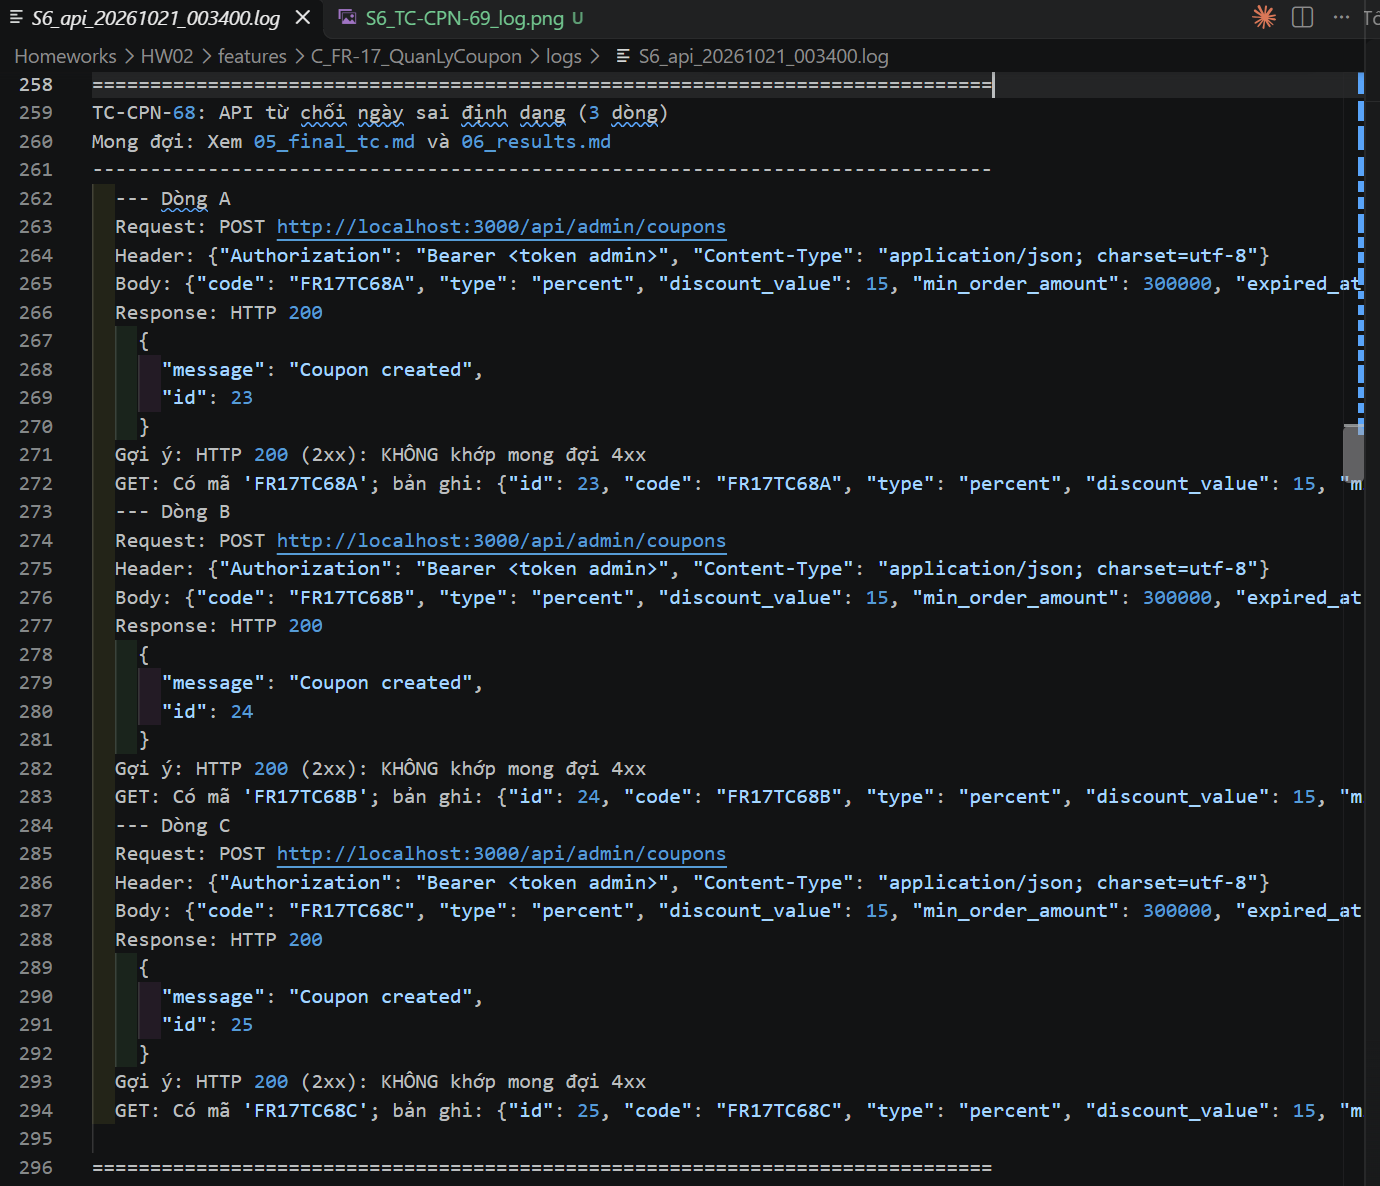 S6_api_20261021_003400.log
S6_TC-CPN-69_log.png U
Homeworks > HW02 > features > C_FR-17_QuanLyCoupon > logs > S6_api_20261021_003400.log
258 ==============================================================================
259 TC-CPN-68: API từ chối ngày sai định dạng (3 dòng)
260 Mong đợi: Xem 05_final_tc.md và 06_results.md
261 ------------------------------------------------------------------------------
262 --- Dòng A
263 Request: POST http://localhost:3000/api/admin/coupons
264 Header: {"Authorization": "Bearer <token admin>", "Content-Type": "application/json; charset=utf-8"}
265 Body: {"code": "FR17TC68A", "type": "percent", "discount_value": 15, "min_order_amount": 300000, "expired_at
266 Response: HTTP 200
267 {
268 "message": "Coupon created",
269 "id": 23
270 }
271 Gợi ý: HTTP 200 (2xx): KHÔNG khớp mong đợi 4xx
272 GET: Có mã 'FR17TC68A'; bản ghi: {"id": 23, "code": "FR17TC68A", "type": "percent", "discount_value": 15, "m
273 --- Dòng B
274 Request: POST http://localhost:3000/api/admin/coupons
275 Header: {"Authorization": "Bearer <token admin>", "Content-Type": "application/json; charset=utf-8"}
276 Body: {"code": "FR17TC68B", "type": "percent", "discount_value": 15, "min_order_amount": 300000, "expired_at
277 Response: HTTP 200
278 {
279 "message": "Coupon created",
280 "id": 24
281 }
282 Gợi ý: HTTP 200 (2xx): KHÔNG khớp mong đợi 4xx
283 GET: Có mã 'FR17TC68B'; bản ghi: {"id": 24, "code": "FR17TC68B", "type": "percent", "discount_value": 15, "m
284 --- Dòng C
285 Request: POST http://localhost:3000/api/admin/coupons
286 Header: {"Authorization": "Bearer <token admin>", "Content-Type": "application/json; charset=utf-8"}
287 Body: {"code": "FR17TC68C", "type": "percent", "discount_value": 15, "min_order_amount": 300000, "expired_at
288 Response: HTTP 200
289 {
290 "message": "Coupon created",
291 "id": 25
292 }
293 Gợi ý: HTTP 200 (2xx): KHÔNG khớp mong đợi 4xx
294 GET: Có mã 'FR17TC68C'; bản ghi: {"id": 25, "code": "FR17TC68C", "type": "percent", "discount_value": 15, "m
295
296 ==============================================================================